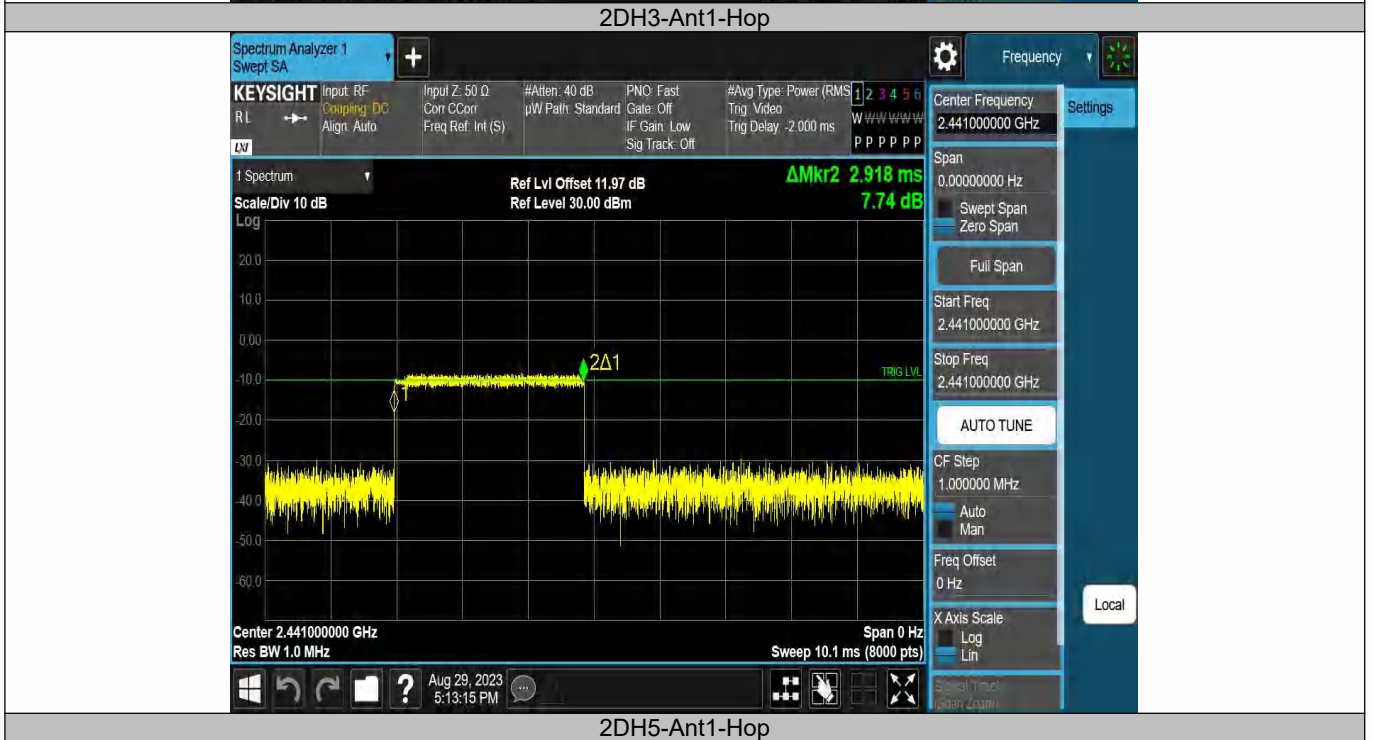 2DH3-Ant1-Hop
Spectrum Analyzer 1
Swept SA
+
Frequency
KEYSIGHT
RL
LXI
Input: RF
Coupling: DC
Align: Auto
Input Z: 50 Ω
Corr CCorr
Freq Ref: Int (S)
#Atten: 40 dB
µW Path: Standard
PNO: Fast
Gate: Off
IF Gain: Low
Sig Track: Off
#Avg Type: Power (RMS
Trig: Video
Trig Delay: -2.000 ms
1 2 3 4 5 6
W W W W W W
P P P P P P
Center Frequency
2.441000000 GHz
Settings
1 Spectrum
Scale/Div 10 dB
Ref Lvl Offset 11.97 dB
Ref Level 30.00 dBm
ΔMkr2 2.918 ms
7.74 dB
Span
0.00000000 Hz
Swept Span
Zero Span
Full Span
Start Freq
2.441000000 GHz
Stop Freq
2.441000000 GHz
AUTO TUNE
CF Step
1.000000 MHz
Auto
Man
Freq Offset
0 Hz
X Axis Scale
Log
Lin
Local
Log
20.0
10.0
0.00
-10.0
-20.0
-30.0
-40.0
-50.0
-60.0
2Δ1
1
TRIG LVL
Center 2.441000000 GHz
Res BW 1.0 MHz
Span 0 Hz
Sweep 10.1 ms (8000 pts)
?
Aug 29, 2023
5:13:15 PM
2DH5-Ant1-Hop